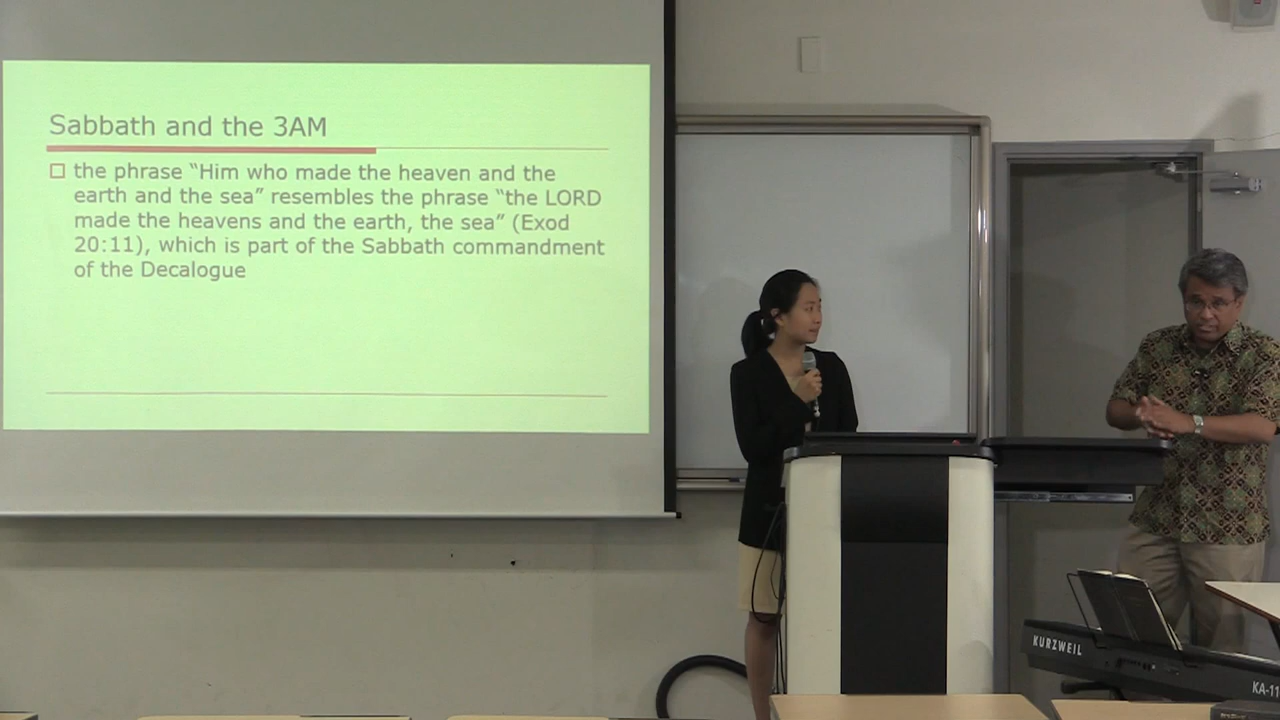 Sabbath and the 3AM
the phrase “Him who made the heaven and the
earth and the sea” resembles the phrase “the LORD
made the heavens and the earth, the sea” (Exod
20:11), which is part of the Sabbath commandment
of the Decalogue
KURZWEIL
KA-11